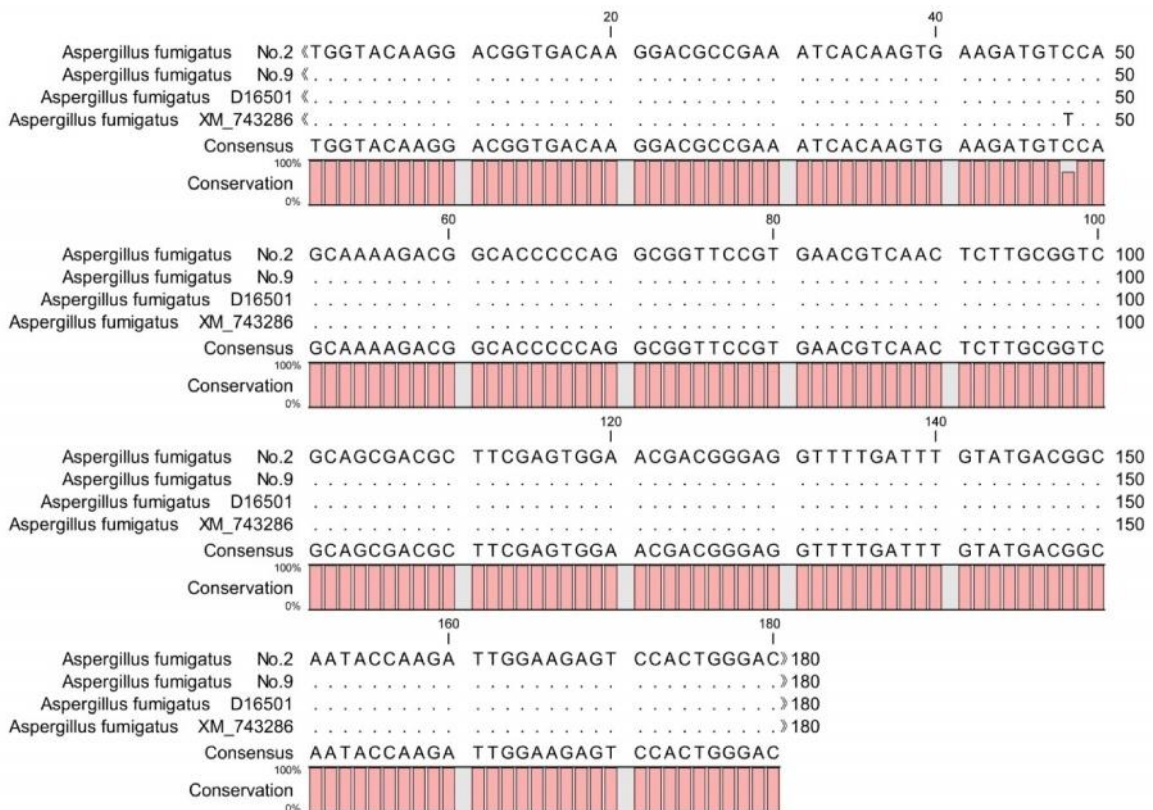 20 40
Aspergillus fumigatus No.2 《TGGTACAAGG ACGGTGACAA GGACGCCGAA ATCACAAGTG AAGATGTCCA 50
Aspergillus fumigatus No.9 《. . . . . . . . . . . . . . . . . . . . . . . . . . . . . . . . . . . . . . . . . . . . . . . . . . 50
Aspergillus fumigatus D16501 《. . . . . . . . . . . . . . . . . . . . . . . . . . . . . . . . . . . . . . . . . . . . . . . . . . 50
Aspergillus fumigatus XM_743286 《. . . . . . . . . . . . . . . . . . . . . . . . . . . . . . . . . . . . . . . . . . . . . . . T . . 50
Consensus TGGTACAAGG ACGGTGACAA GGACGCCGAA ATCACAAGTG AAGATGTCCA
100%
Conservation
0%
60 80 100
Aspergillus fumigatus No.2 GCAAAAGACG GCACCCCCAG GCGGTTCCGT GAACGTCAAC TCTTGCGGTC 100
Aspergillus fumigatus No.9 . . . . . . . . . . . . . . . . . . . . . . . . . . . . . . . . . . . . . . . . . . . . . . . . . . 100
Aspergillus fumigatus D16501 . . . . . . . . . . . . . . . . . . . . . . . . . . . . . . . . . . . . . . . . . . . . . . . . . . 100
Aspergillus fumigatus XM_743286 . . . . . . . . . . . . . . . . . . . . . . . . . . . . . . . . . . . . . . . . . . . . . . . . . . 100
Consensus GCAAAAGACG GCACCCCCAG GCGGTTCCGT GAACGTCAAC TCTTGCGGTC
100%
Conservation
0%
120 140
Aspergillus fumigatus No.2 GCAGCGACGC TTCGAGTGGA ACGACGGGAG GTTTTGATTT GTATGACGGC 150
Aspergillus fumigatus No.9 . . . . . . . . . . . . . . . . . . . . . . . . . . . . . . . . . . . . . . . . . . . . . . . . . . 150
Aspergillus fumigatus D16501 . . . . . . . . . . . . . . . . . . . . . . . . . . . . . . . . . . . . . . . . . . . . . . . . . . 150
Aspergillus fumigatus XM_743286 . . . . . . . . . . . . . . . . . . . . . . . . . . . . . . . . . . . . . . . . . . . . . . . . . . 150
Consensus GCAGCGACGC TTCGAGTGGA ACGACGGGAG GTTTTGATTT GTATGACGGC
100%
Conservation
0%
160 180
Aspergillus fumigatus No.2 AATACCAAGA TTGGAAGAGT CCACTGGGAC》180
Aspergillus fumigatus No.9 . . . . . . . . . . . . . . . . . . . . . . . . . . . . . . 》180
Aspergillus fumigatus D16501 . . . . . . . . . . . . . . . . . . . . . . . . . . . . . . 》180
Aspergillus fumigatus XM_743286 . . . . . . . . . . . . . . . . . . . . . . . . . . . . . . 》180
Consensus AATACCAAGA TTGGAAGAGT CCACTGGGAC
100%
Conservation
0%